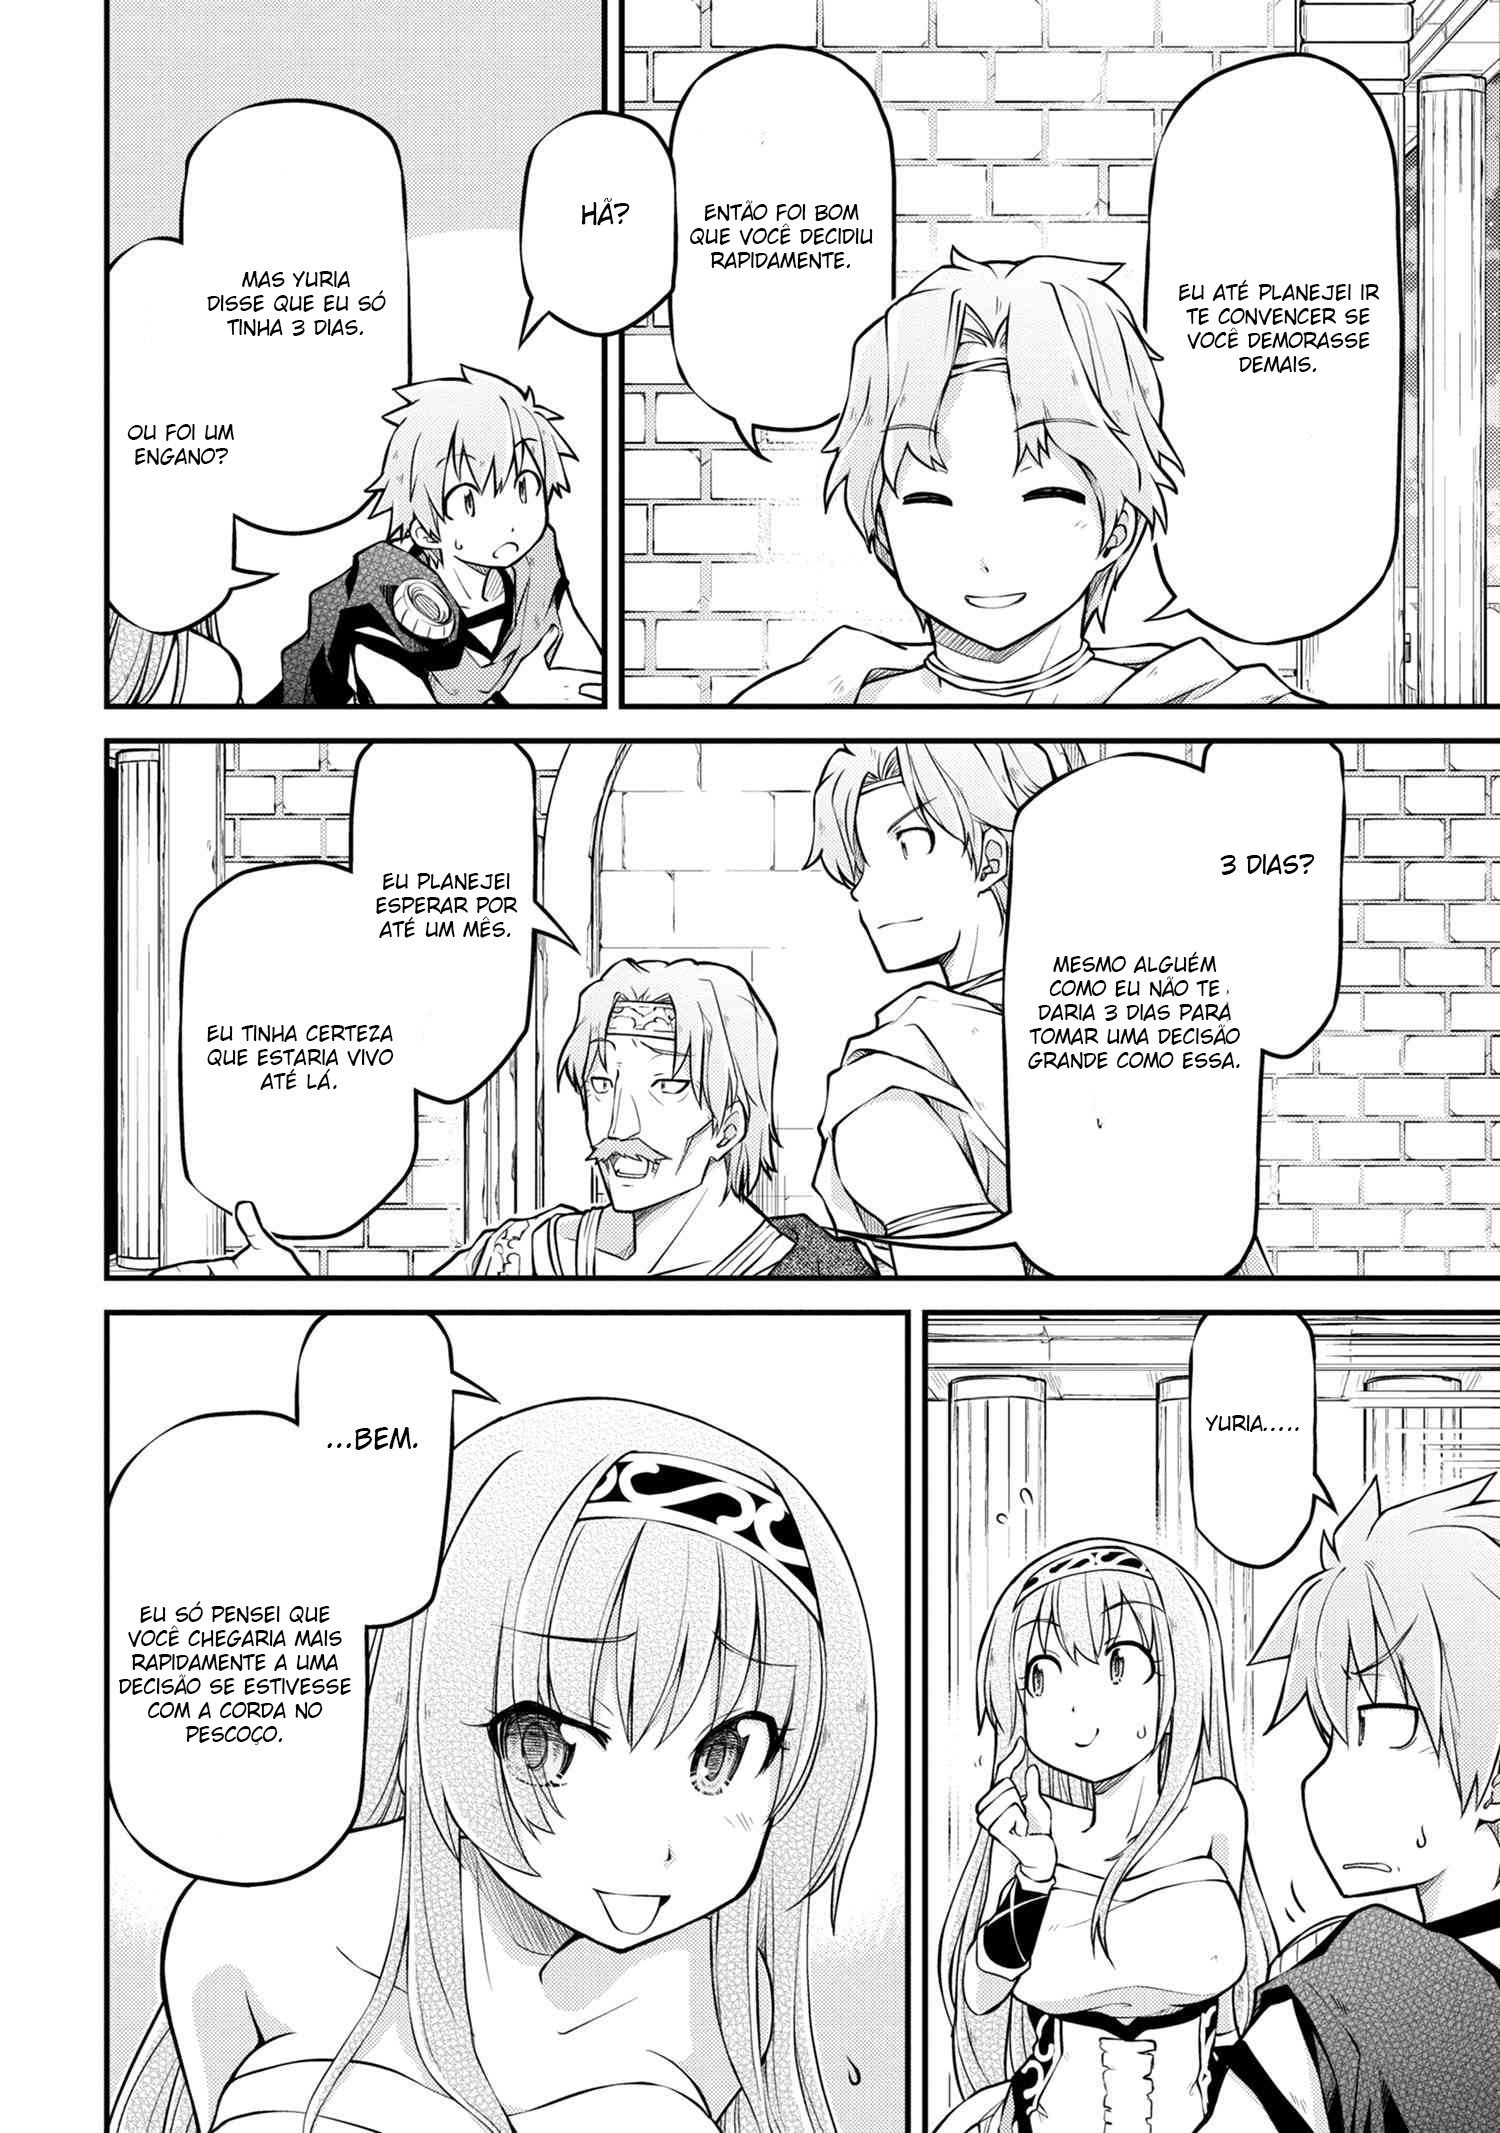 EU ATÉ PLANEJEI IR
TE CONVENCER SE
VOCÊ DEMORASSE
DEMAIS.
ENTÃO FOI BOM
QUE VOCÊ DECIDIU
RAPIDAMENTE.
HÃ?
MAS YURIA
DISSE QUE EU SÓ
TINHA 3 DIAS.
OU FOI UM
ENGANO?
3 DIAS?
MESMO ALGUÉM
COMO EU NÃO TE
DARIA 3 DIAS PARA
TOMAR UMA DECISÃO
GRANDE COMO ESSA.
EU PLANEJEI
ESPERAR POR
ATÉ UM MÊS.
EU TINHA CERTEZA
QUE ESTARIA VIVO
ATÉ LÁ.
YURIA.....
...BEM.
EU SÓ PENSEI QUE
VOCÊ CHEGARIA MAIS
RAPIDAMENTE A UMA
DECISÃO SE ESTIVESSE
COM A CORDA NO
PESCOÇO.